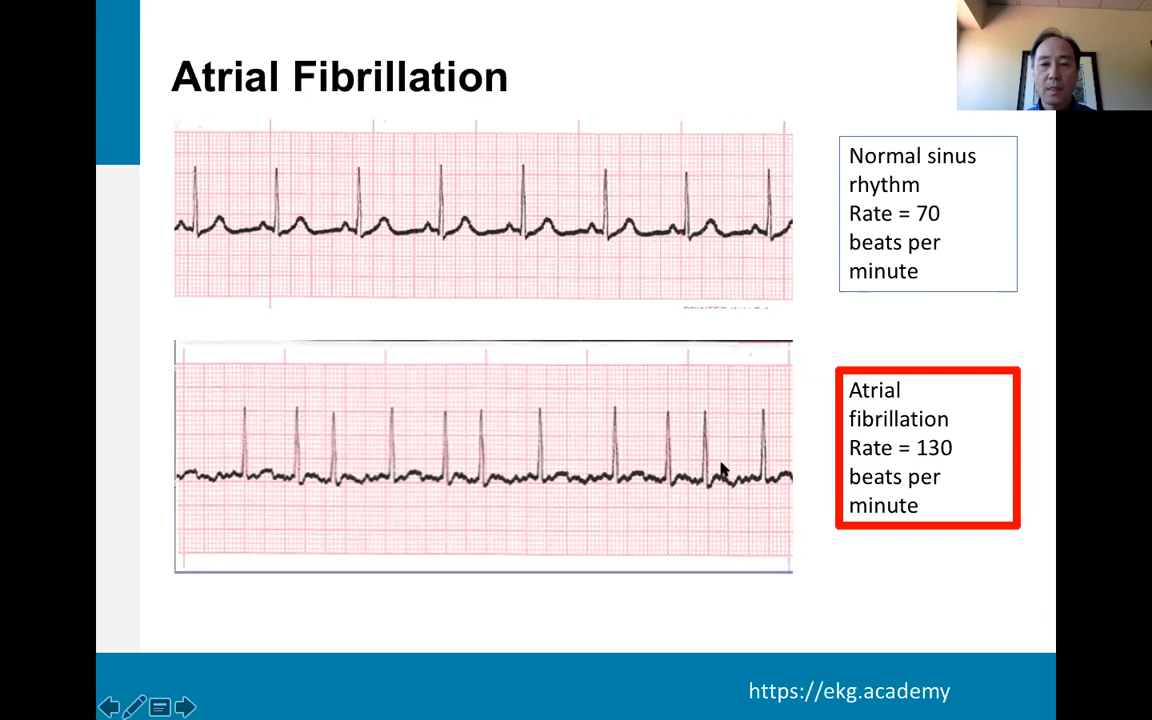 Atrial Fibrillation
Normal sinus
rhythm
Rate = 70
beats per
minute
Atrial
fibrillation
Rate = 130
beats per
minute
https://ekg.academy